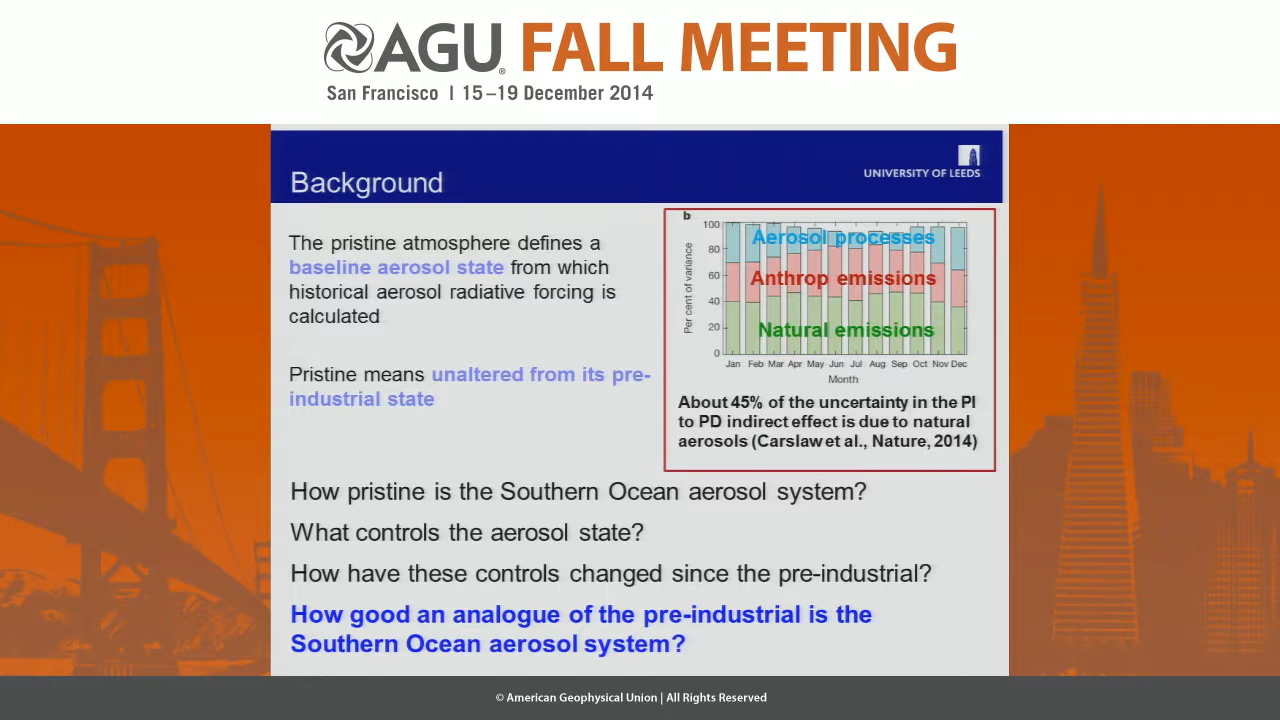 AGU FALL MEETING
San Francisco | 15–19 December 2014
Background
UNIVERSITY OF LEEDS
The pristine atmosphere defines a
baseline aerosol state from which
historical aerosol radiative forcing is
calculated
Pristine means unaltered from its pre-
industrial state
b
Per cent of variance
100
80
60
40
20
0
Aerosol processes
Anthrop emissions
Natural emissions
Jan Feb Mar Apr May Jun Jul Aug Sep Oct Nov Dec
Month
About 45% of the uncertainty in the PI
to PD indirect effect is due to natural
aerosols (Carslaw et al., Nature, 2014)
How pristine is the Southern Ocean aerosol system?
What controls the aerosol state?
How have these controls changed since the pre-industrial?
How good an analogue of the pre-industrial is the
Southern Ocean aerosol system?
© American Geophysical Union | All Rights Reserved